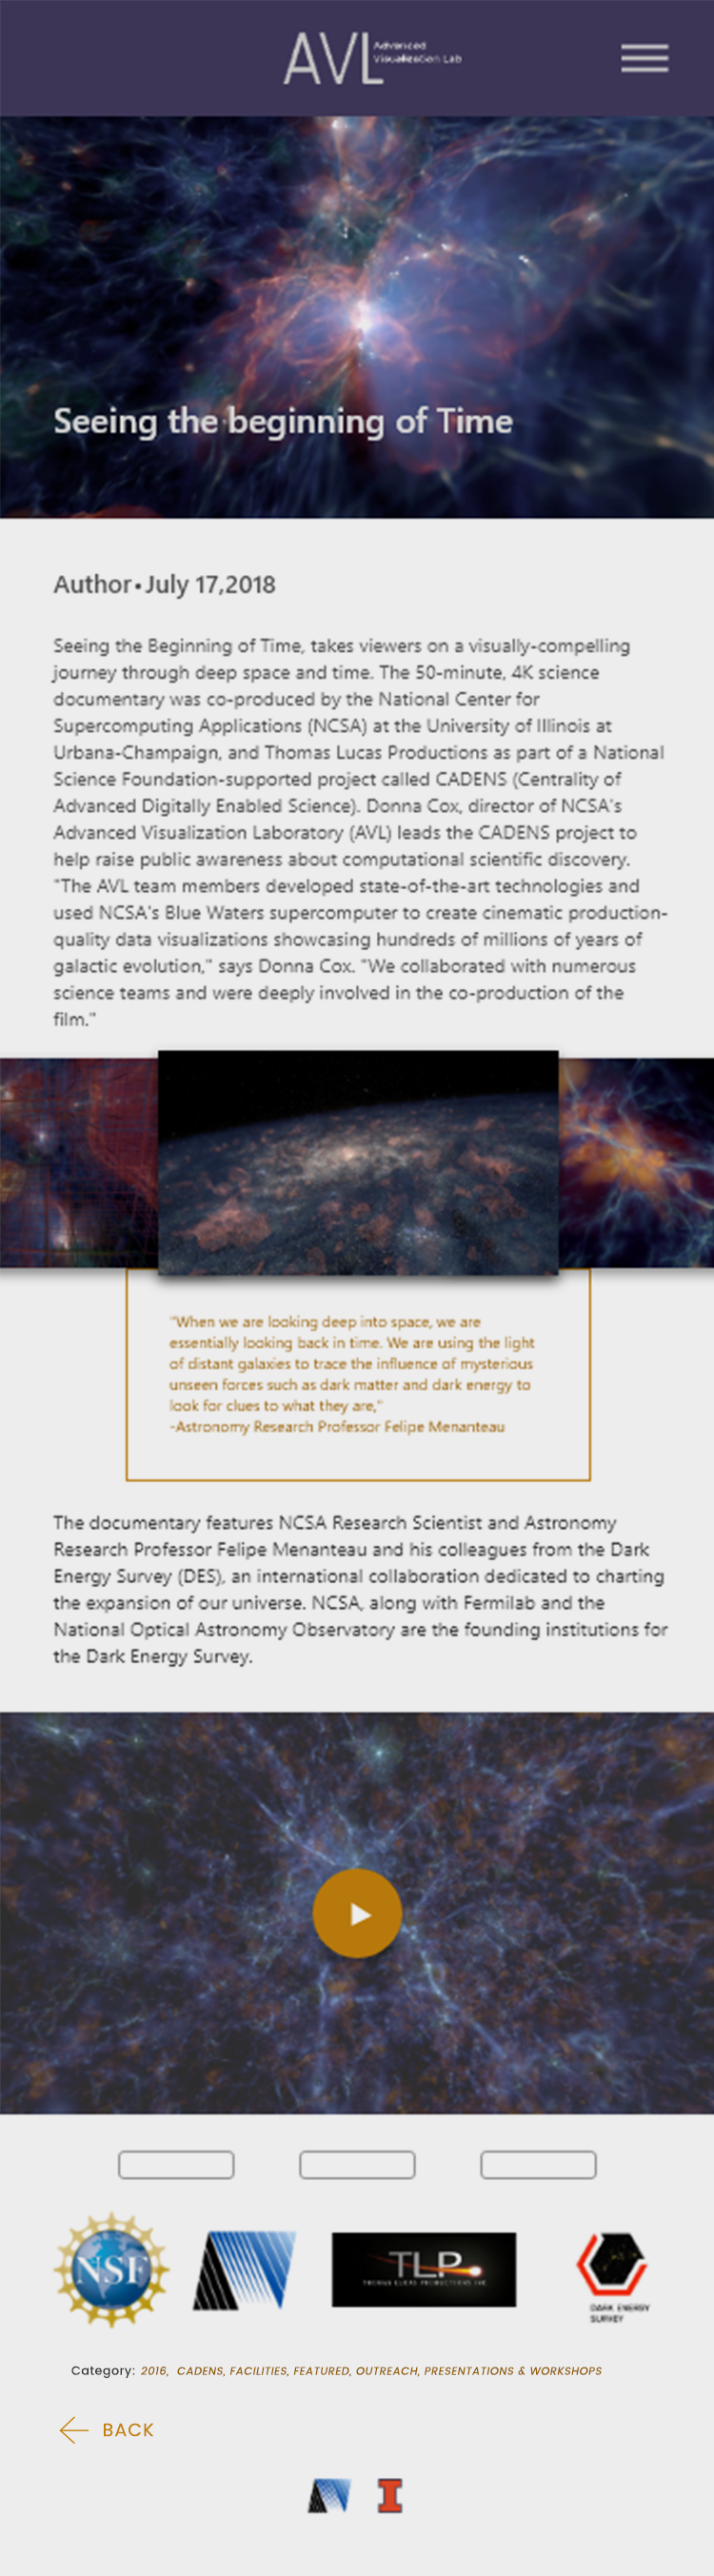 AVL Advanced
Visualization Lab
Seeing the beginning of Time
Author • July 17,2018
Seeing the Beginning of Time, takes viewers on a visually-compelling
journey through deep space and time. The 50-minute, 4K science
documentary was co-produced by the National Center for
Supercomputing Applications (NCSA) at the University of Illinois at
Urbana-Champaign, and Thomas Lucas Productions as part of a National
Science Foundation-supported project called CADENS (Centrality of
Advanced Digitally Enabled Science). Donna Cox, director of NCSA's
Advanced Visualization Laboratory (AVL) leads the CADENS project to
help raise public awareness about computational scientific discovery.
"The AVL team members developed state-of-the-art technologies and
used NCSA's Blue Waters supercomputer to create cinematic production-
quality data visualizations showcasing hundreds of millions of years of
galactic evolution," says Donna Cox. "We collaborated with numerous
science teams and were deeply involved in the co-production of the
film."
"When we are looking deep into space, we are
essentially looking back in time. We are using the light
of distant galaxies to trace the influence of mysterious
unseen forces such as dark matter and dark energy to
look for clues to what they are,"
-Astronomy Research Professor Felipe Menanteau
The documentary features NCSA Research Scientist and Astronomy
Research Professor Felipe Menanteau and his colleagues from the Dark
Energy Survey (DES), an international collaboration dedicated to charting
the expansion of our universe. NCSA, along with Fermilab and the
National Optical Astronomy Observatory are the founding institutions for
the Dark Energy Survey.
NSF
TLP
THOMAS LUCAS PRODUCTIONS INC
DARK ENERGY
SURVEY
Category: 2016, CADENS, FACILITIES, FEATURED, OUTREACH, PRESENTATIONS & WORKSHOPS
BACK
I